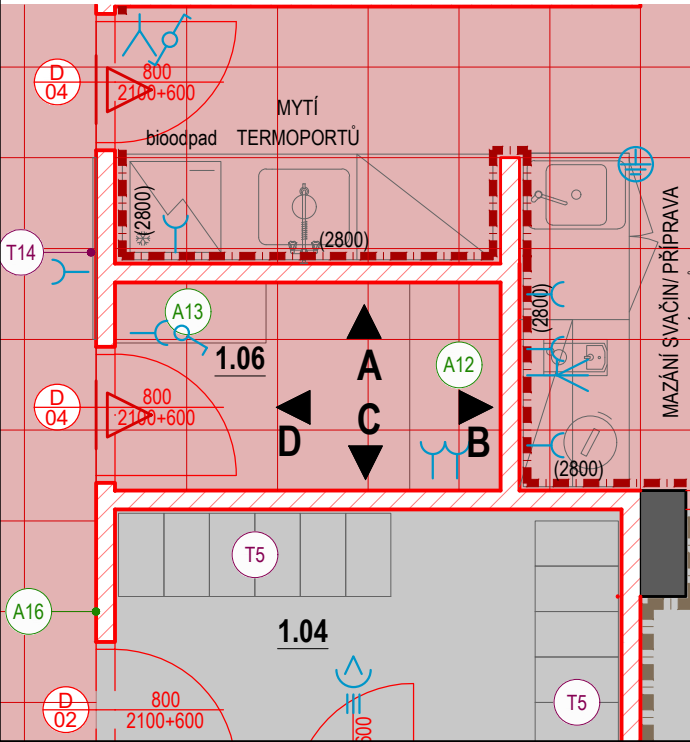 D
04
800
2100+600
MYTÍ
bioodpad
TERMOPORTŮ
(2800)
(2800)
MAZÁNÍ SVAČIN/ PŘÍPRAVA
T14
A13
1.06
A
A12
(2800)
D
04
800
2100+600
D
C
B
(2800)
T5
A16
1.04
D
02
800
2100+600
T5
600